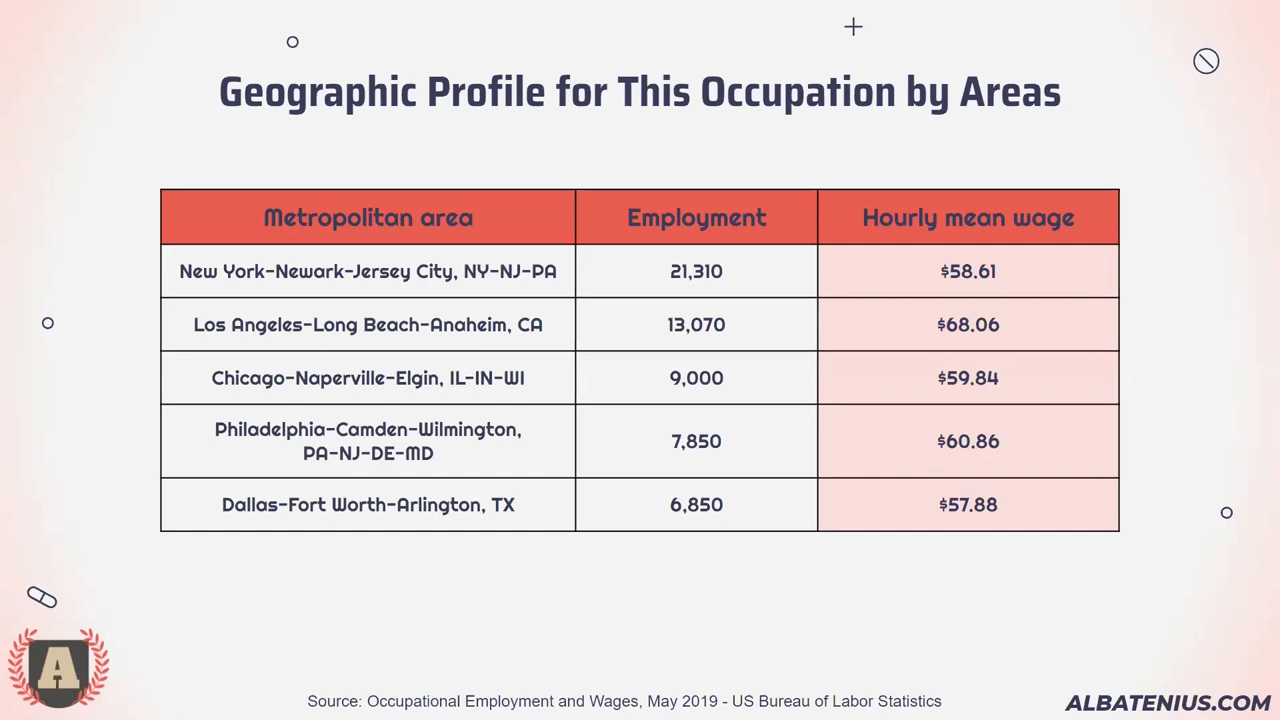 Geographic Profile for This Occupation by Areas
Metropolitan area Employment Hourly mean wage
New York-Newark-Jersey City, NY-NJ-PA 21,310 $58.61
Los Angeles-Long Beach-Anaheim, CA 13,070 $68.06
Chicago-Naperville-Elgin, IL-IN-WI 9,000 $59.84
Philadelphia-Camden-Wilmington,
PA-NJ-DE-MD 7,850 $60.86
Dallas-Fort Worth-Arlington, TX 6,850 $57.88
A
Source: Occupational Employment and Wages, May 2019 - US Bureau of Labor Statistics
ALBATENIUS.COM